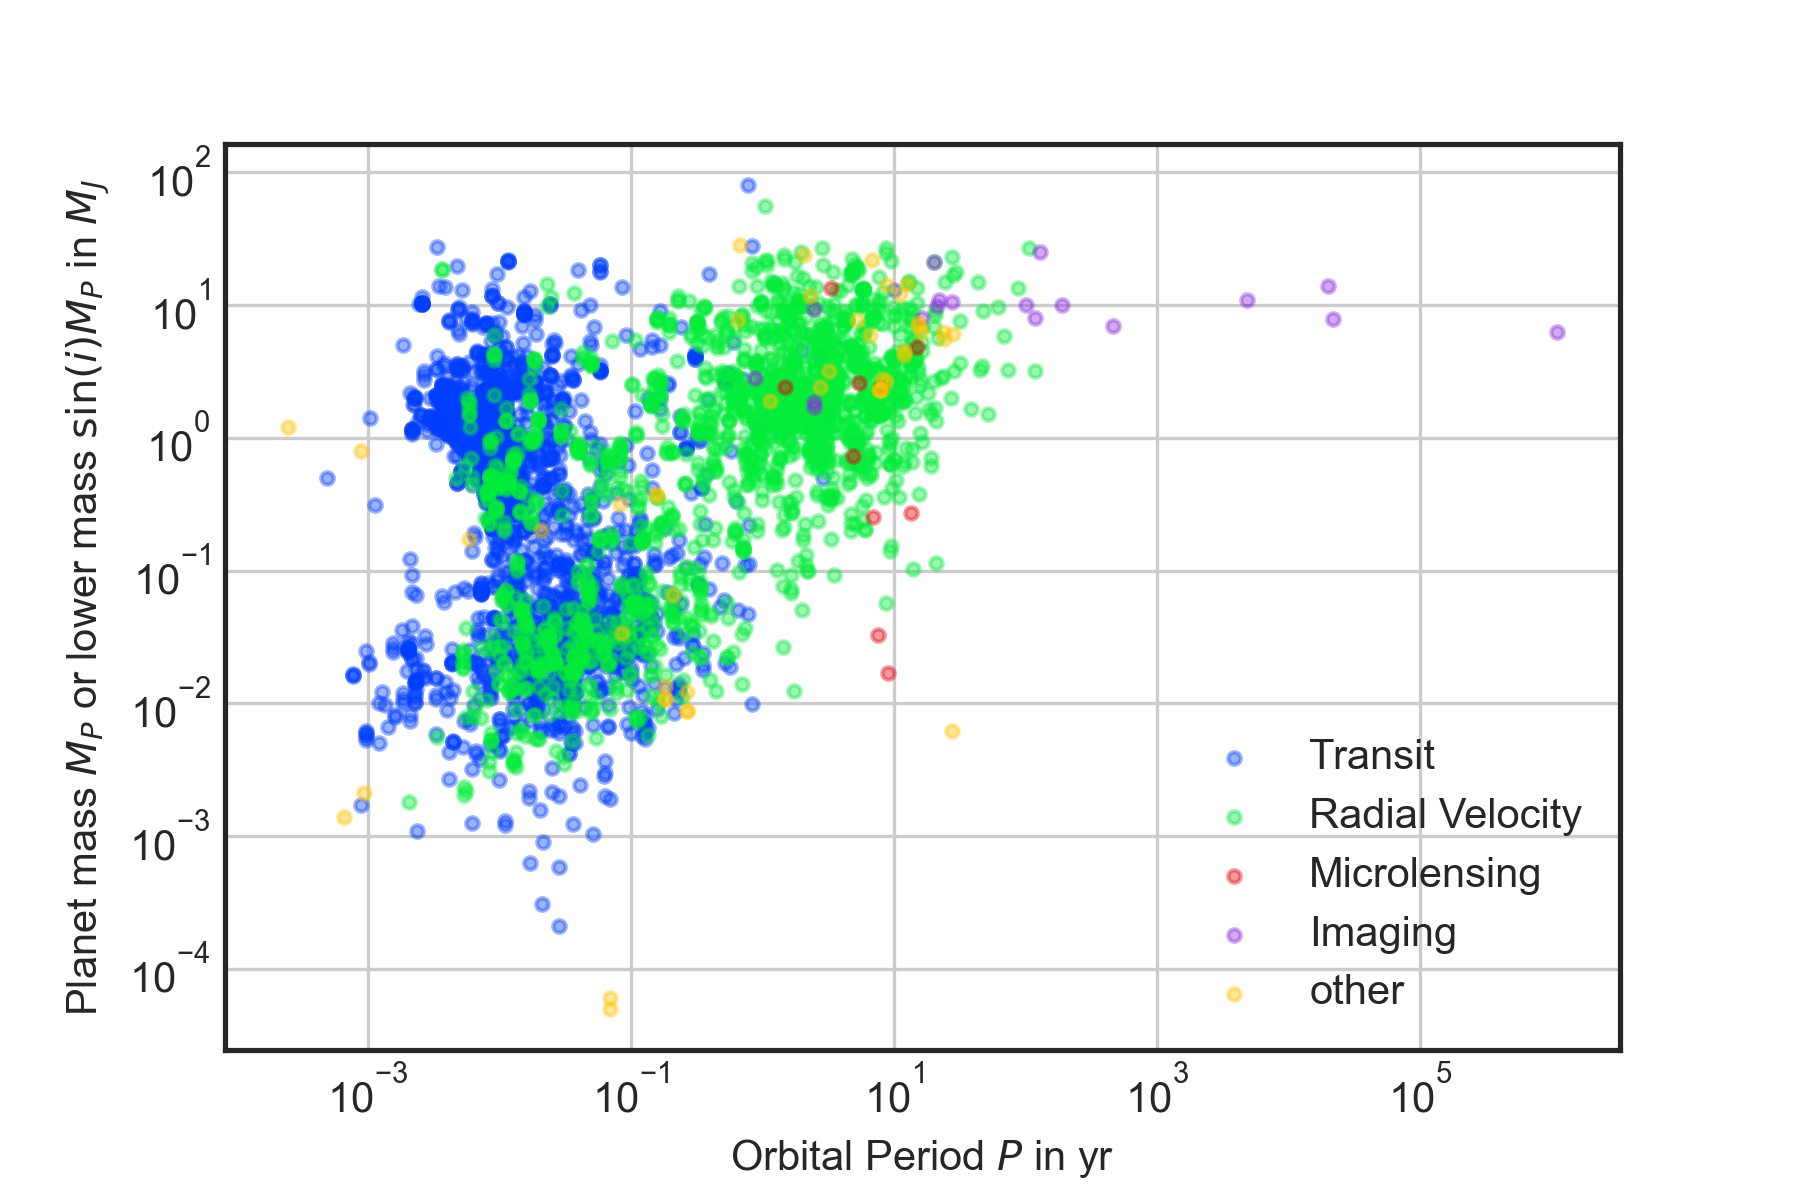 Planet mass M_P or lower mass sin(i)M_P in M_J
10^2
10^1
10^0
10^−1
10^−2
10^−3
10^−4
Transit
Radial Velocity
Microlensing
Imaging
other
10^−3 10^−1 10^1 10^3 10^5
Orbital Period P in yr